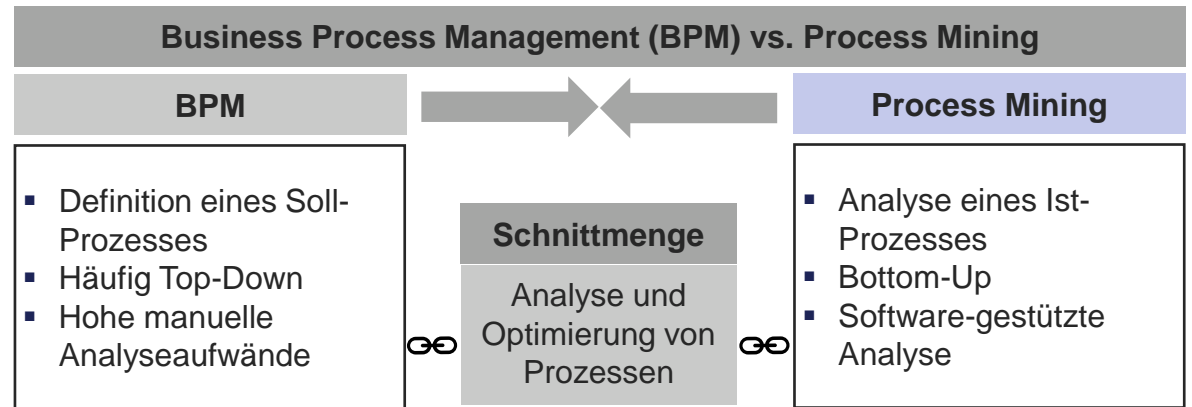 Business Process Management (BPM) vs. Process Mining
BPM
Process Mining
▪ Definition eines Soll-
Prozesses
▪ Häufig Top-Down
▪ Hohe manuelle
Analyseaufwände
Schnittmenge
Analyse und
Optimierung von
Prozessen
▪ Analyse eines Ist-
Prozesses
▪ Bottom-Up
▪ Software-gestützte
Analyse